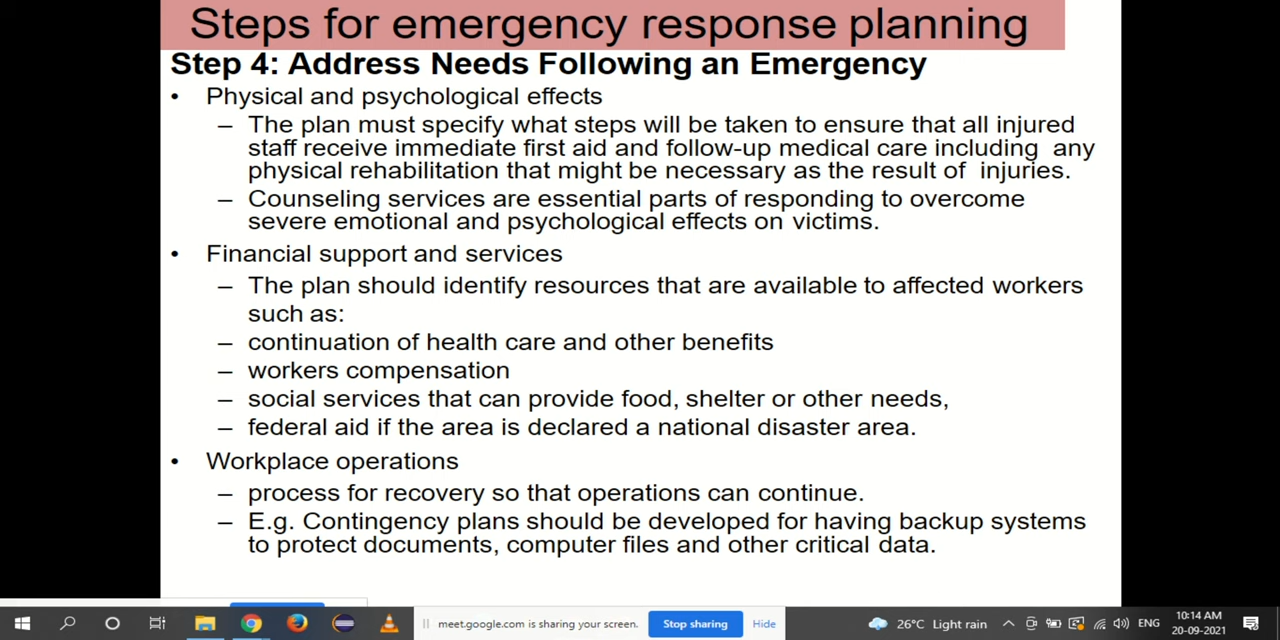 Steps for emergency response planning
Step 4: Address Needs Following an Emergency
• Physical and psychological effects
– The plan must specify what steps will be taken to ensure that all injured
staff receive immediate first aid and follow-up medical care including any
physical rehabilitation that might be necessary as the result of injuries.
– Counseling services are essential parts of responding to overcome
severe emotional and psychological effects on victims.
• Financial support and services
– The plan should identify resources that are available to affected workers
such as:
– continuation of health care and other benefits
– workers compensation
– social services that can provide food, shelter or other needs,
– federal aid if the area is declared a national disaster area.
• Workplace operations
– process for recovery so that operations can continue.
– E.g. Contingency plans should be developed for having backup systems
to protect documents, computer files and other critical data.
meet.google.com is sharing your screen. Stop sharing Hide
26°C Light rain ENG 10:14 AM
20-09-2021